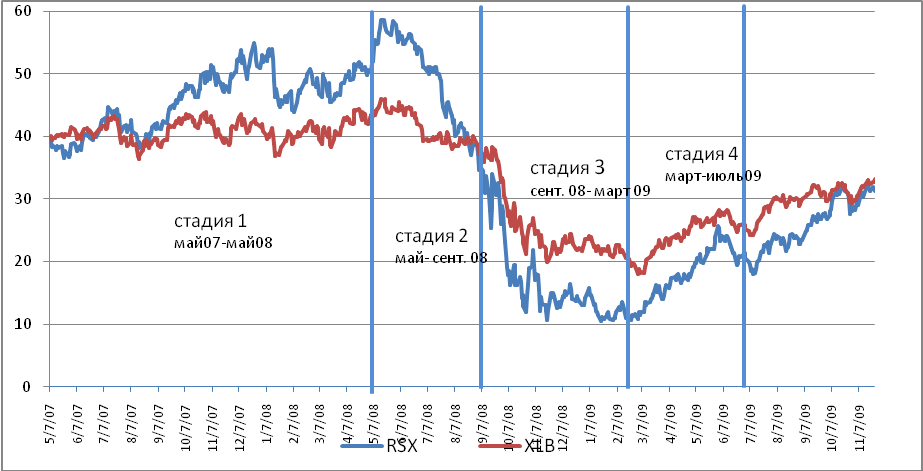 60
50
40
30
20
10
0
стадия 1
май07-май08
стадия 2
май- сент. 08
стадия 3
сент. 08- март 09
стадия 4
март-июль09
5/7/07 6/7/07 7/7/07 8/7/07 9/7/07 10/7/07 11/7/07 12/7/07 1/7/08 2/7/08 3/7/08 4/7/08 5/7/08 6/7/08 7/7/08 8/7/08 9/7/08 10/7/08 11/7/08 12/7/08 1/7/09 2/7/09 3/7/09 4/7/09 5/7/09 6/7/09 7/7/09 8/7/09 9/7/09 10/7/09 11/7/09
RSX XLB